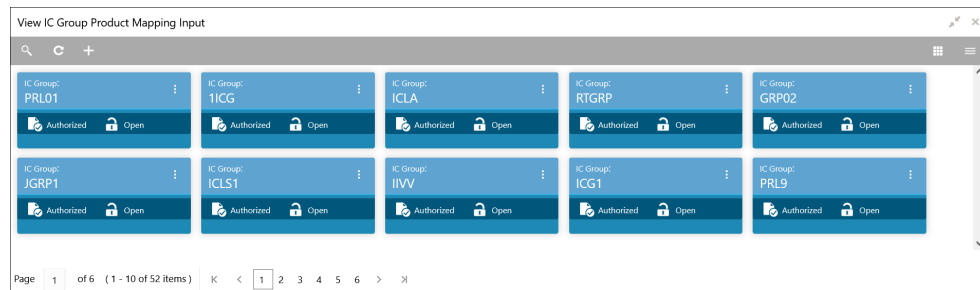 View IC Group Product Mapping Input
IC Group: IC Group: IC Group: IC Group: IC Group:
PRL01 1ICG ICLA RTGRP GRP02
Authorized Open Authorized Open Authorized Open Authorized Open Authorized Open
IC Group: IC Group: IC Group: IC Group: IC Group:
JGRP1 ICLS1 IIVV ICG1 PRL9
Authorized Open Authorized Open Authorized Open Authorized Open Authorized Open
Page 1 of 6 ( 1 - 10 of 52 items ) 1 2 3 4 5 6